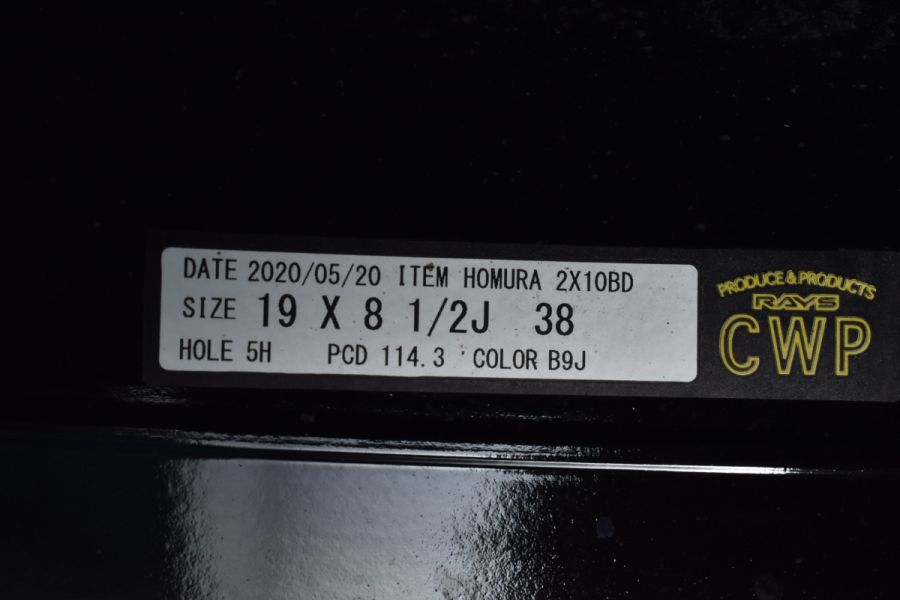 DATE 2020/05/20 ITEM HOMURA 2X10BD
SIZE 19 X 8 1/2J 38
HOLE 5H PCD 114.3 COLOR B9J
PRODUCE & PRODUCTS
RAYS
CWP